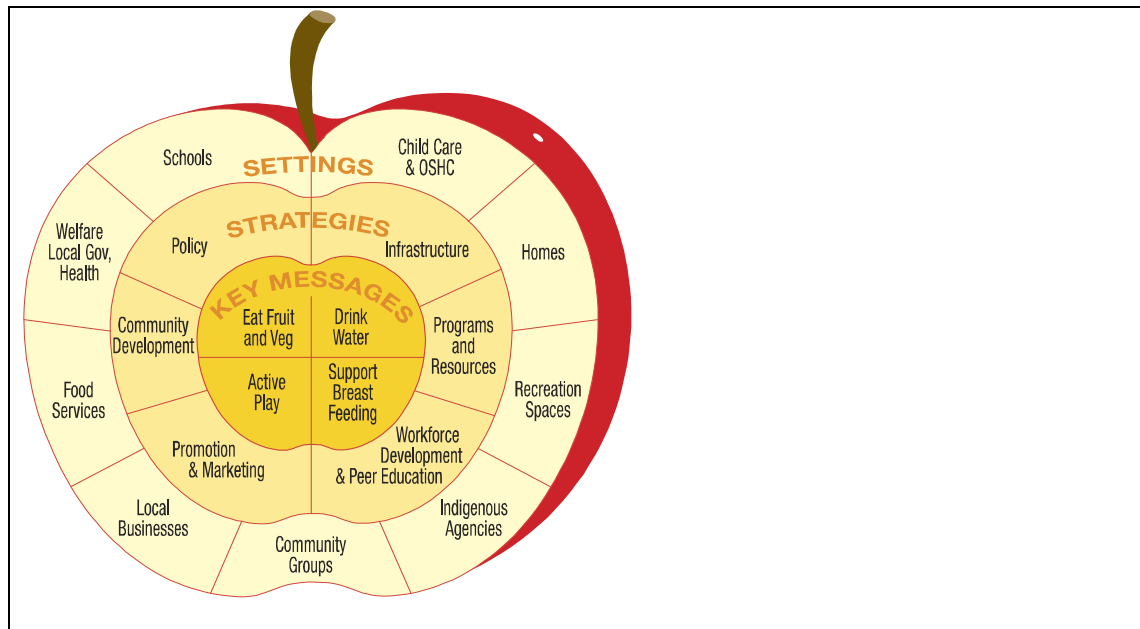 SETTINGS
Schools
Child Care
& OSHC
Homes
Recreation
Spaces
Indigenous
Agencies
Community
Groups
Local
Businesses
Food
Services
Welfare
Local Gov,
Health
STRATEGIES
Policy
Infrastructure
Programs
and
Resources
Workforce
Development
& Peer Education
Promotion
& Marketing
Community
Development
KEY MESSAGES
Eat Fruit
and Veg
Drink
Water
Active
Play
Support
Breast
Feeding